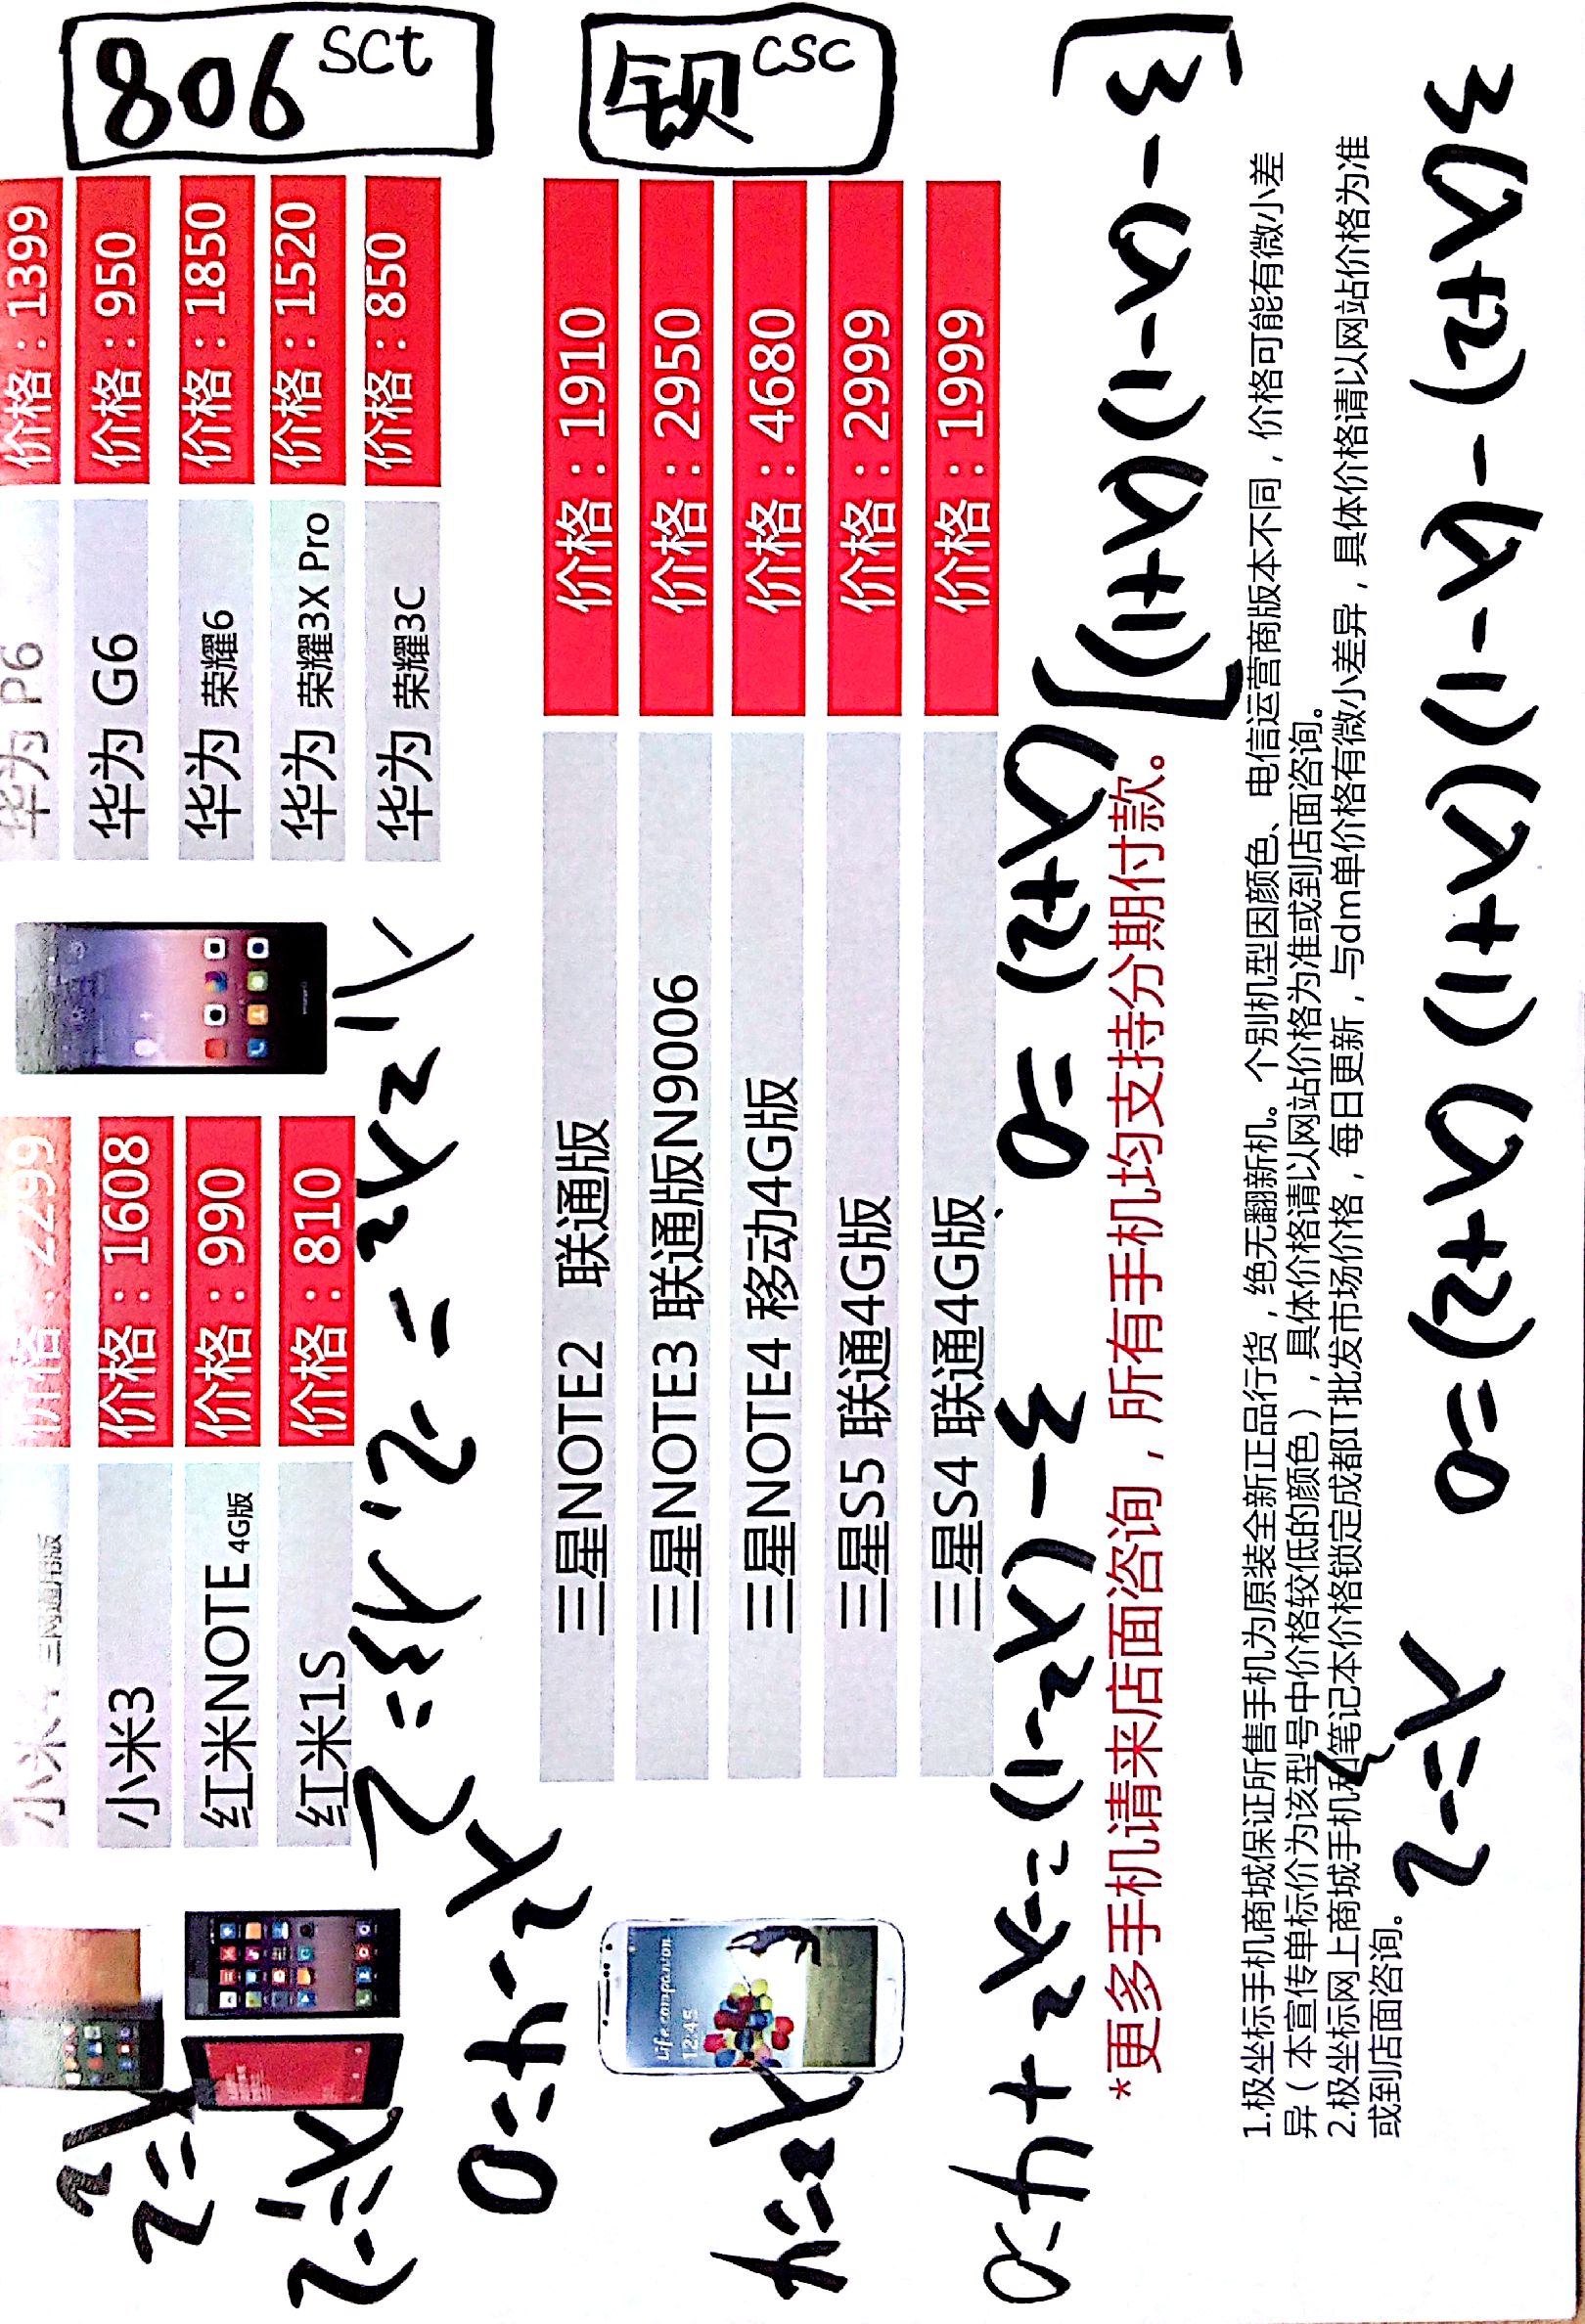 806 sct
钡 csc
华为 P6 价格：1399
华为 G6 价格：950
华为 荣耀6 价格：1850
华为 荣耀3X Pro 价格：1520
华为 荣耀3C 价格：850
价格：2299
小米3 价格：1608
红米NOTE 4G版 价格：990
红米1S 价格：810
三星NOTE2 联通版 价格：1910
三星NOTE3 联通版N9006 价格：2950
三星NOTE4 移动4G版 价格：4680
三星S5 联通4G版 价格：2999
三星S4 联通4G版 价格：1999
Life companion
12:45
*更多手机请来店面咨询，所有手机均支持分期付款。
1.极坐标手机商城保证所售手机为原装全新正品行货，绝无翻新机。个别机型因颜色、电信运营商版本不同，价格可能有微小差
异（本宣传单标价为该型号中价格较低的颜色），具体价格请以网站价格为准或到店面咨询。
2.极坐标网上商城手机和笔记本价格锁定成都IT批发市场价格，每日更新，与dm单价格有微小差异，具体价格请以网站价格为准
或到店面咨询。
[3-(λ-1)(λ+1)](λ+2)=0
3(λ+2)-(λ-1)(λ+1)(λ+2)=0